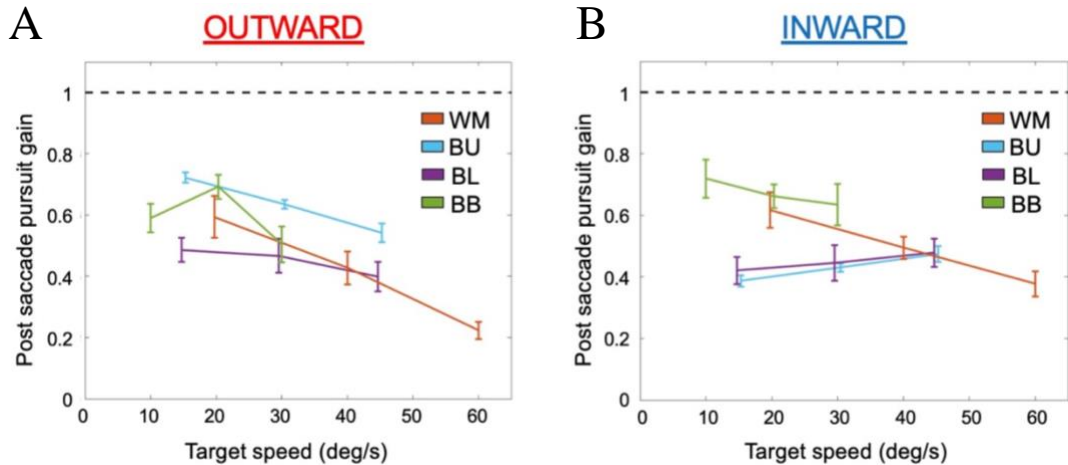 A
OUTWARD
Post saccade pursuit gain
1
0.8
0.6
0.4
0.2
0
WM
BU
BL
BB
0 10 20 30 40 50 60
Target speed (deg/s)
B
INWARD
Post saccade pursuit gain
1
0.8
0.6
0.4
0.2
0
WM
BU
BL
BB
0 10 20 30 40 50 60
Target speed (deg/s)